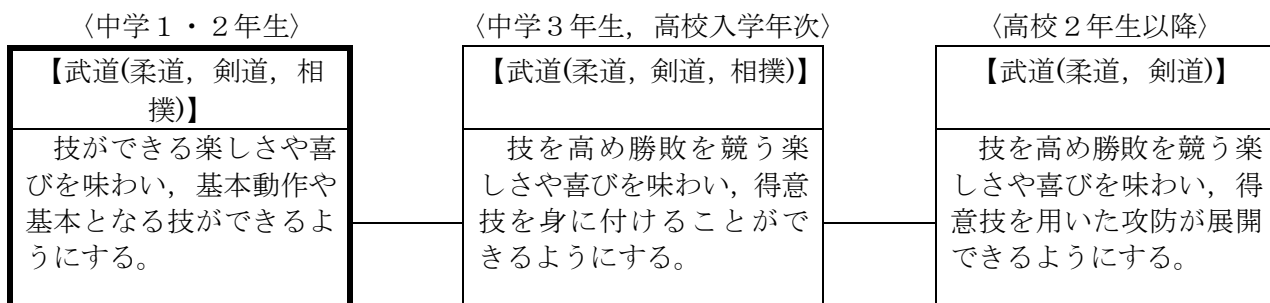 〈中学１・２年生〉
【武道(柔道，剣道，相
撲)】
技ができる楽しさや喜
びを味わい，基本動作や
基本となる技ができるよ
うにする。
〈中学３年生，高校入学年次〉
【武道(柔道，剣道，相撲)】
技を高め勝敗を競う楽
しさや喜びを味わい，得意
技を身に付けることがで
きるようにする。
〈高校２年生以降〉
【武道(柔道，剣道)】
技を高め勝敗を競う楽
しさや喜びを味わい，得
意技を用いた攻防が展開
できるようにする。